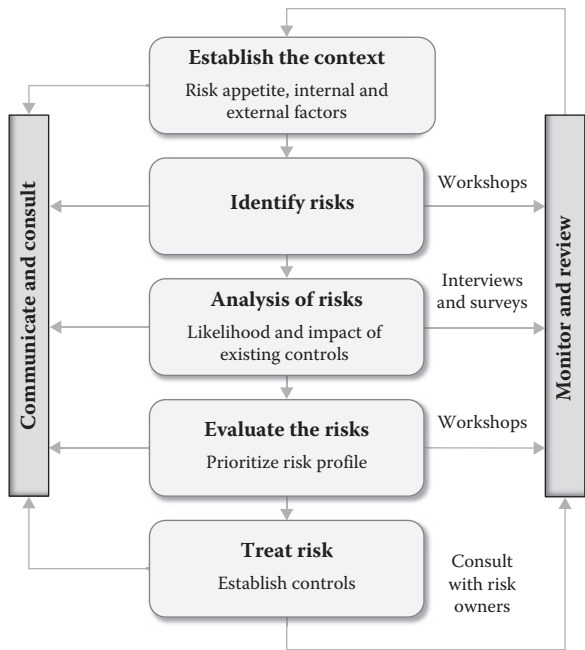 Establish the context
Risk appetite, internal and
external factors
Communicate and consult
Monitor and review
Identify risks
Workshops
Analysis of risks
Likelihood and impact of
existing controls
Interviews
and surveys
Evaluate the risks
Prioritize risk profile
Workshops
Treat risk
Establish controls
Consult
with risk
owners